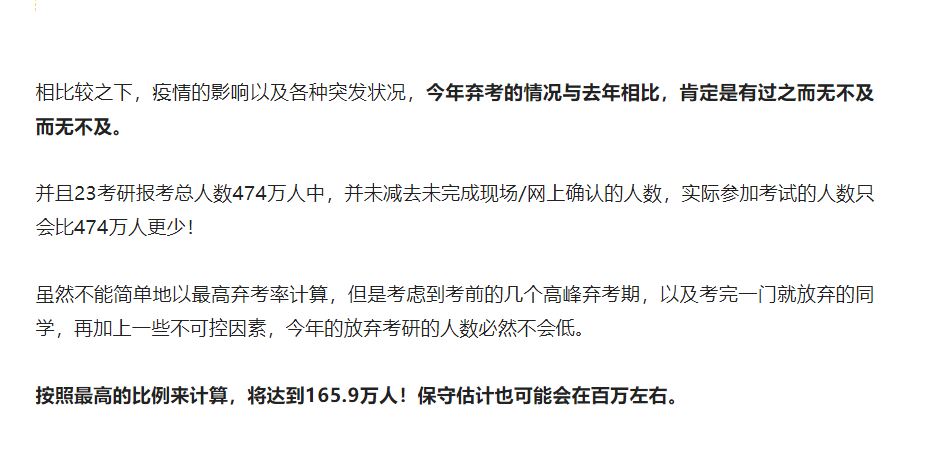 相比较之下，疫情的影响以及各种突发状况，今年弃考的情况与去年相比，肯定是有过之而无不及
而无不及。
并且23考研报考总人数474万人中，并未减去未完成现场/网上确认的人数，实际参加考试的人数只
会比474万人更少！
虽然不能简单地以最高弃考率计算，但是考虑到考前的几个高峰弃考期，以及考完一门就放弃的同
学，再加上一些不可控因素，今年的放弃考研的人数必然不会低。
按照最高的比例来计算，将达到165.9万人！保守估计也可能会在百万左右。